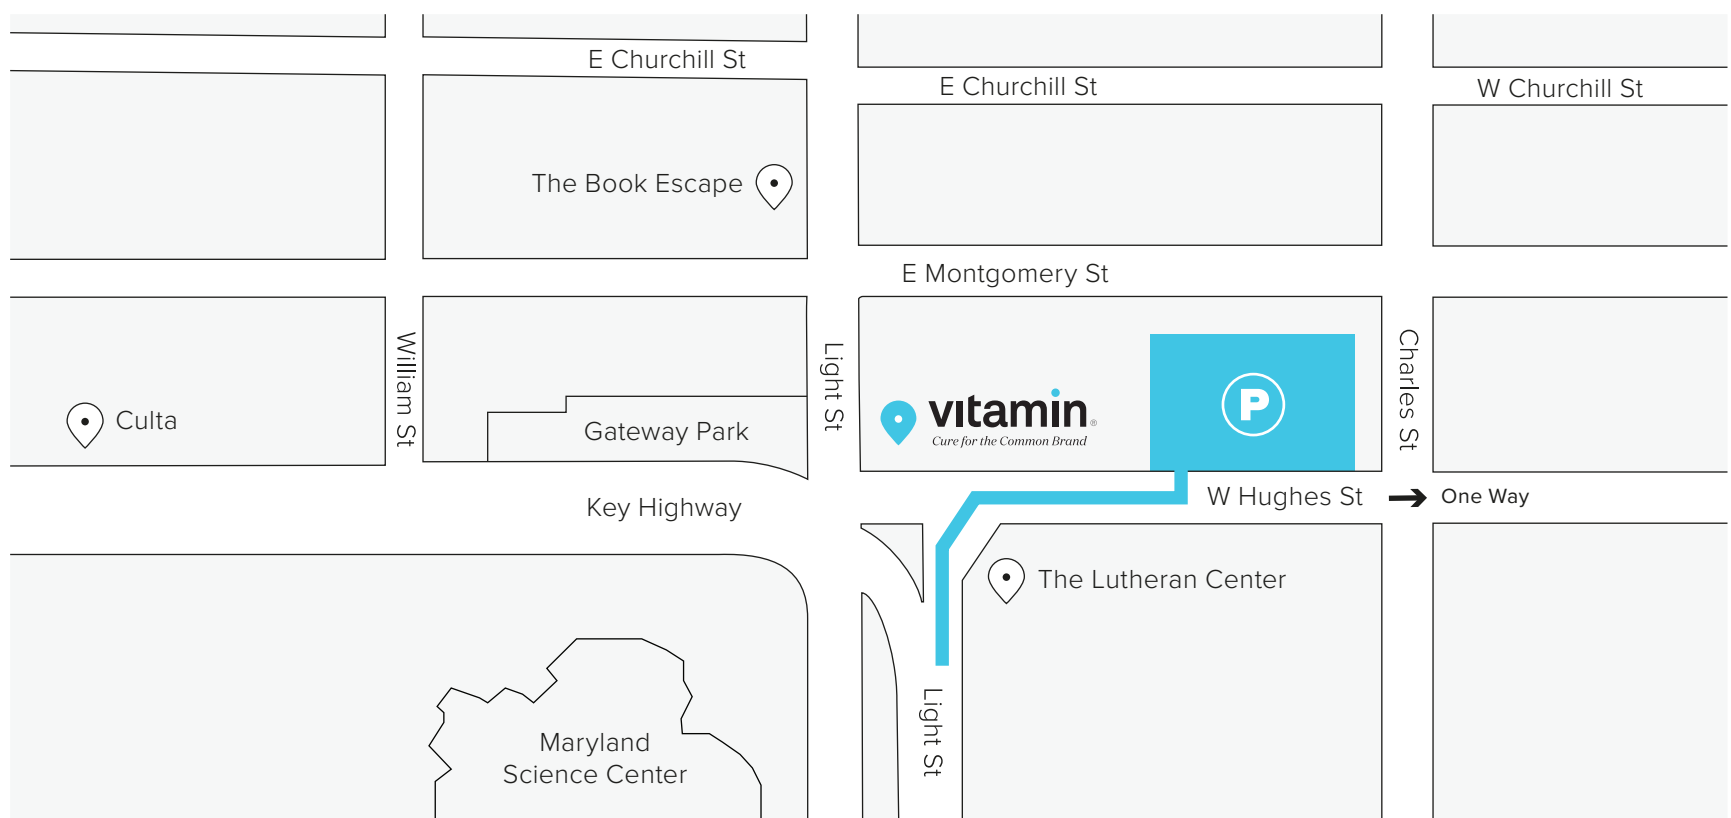 E Churchill St
E Churchill St
W Churchill St
The Book Escape
E Montgomery St
William St
Light St
Charles St
Culta
Gateway Park
vitamin®
Cure for the Common Brand
P
Key Highway
W Hughes St
One Way
The Lutheran Center
Light St
Maryland
Science Center